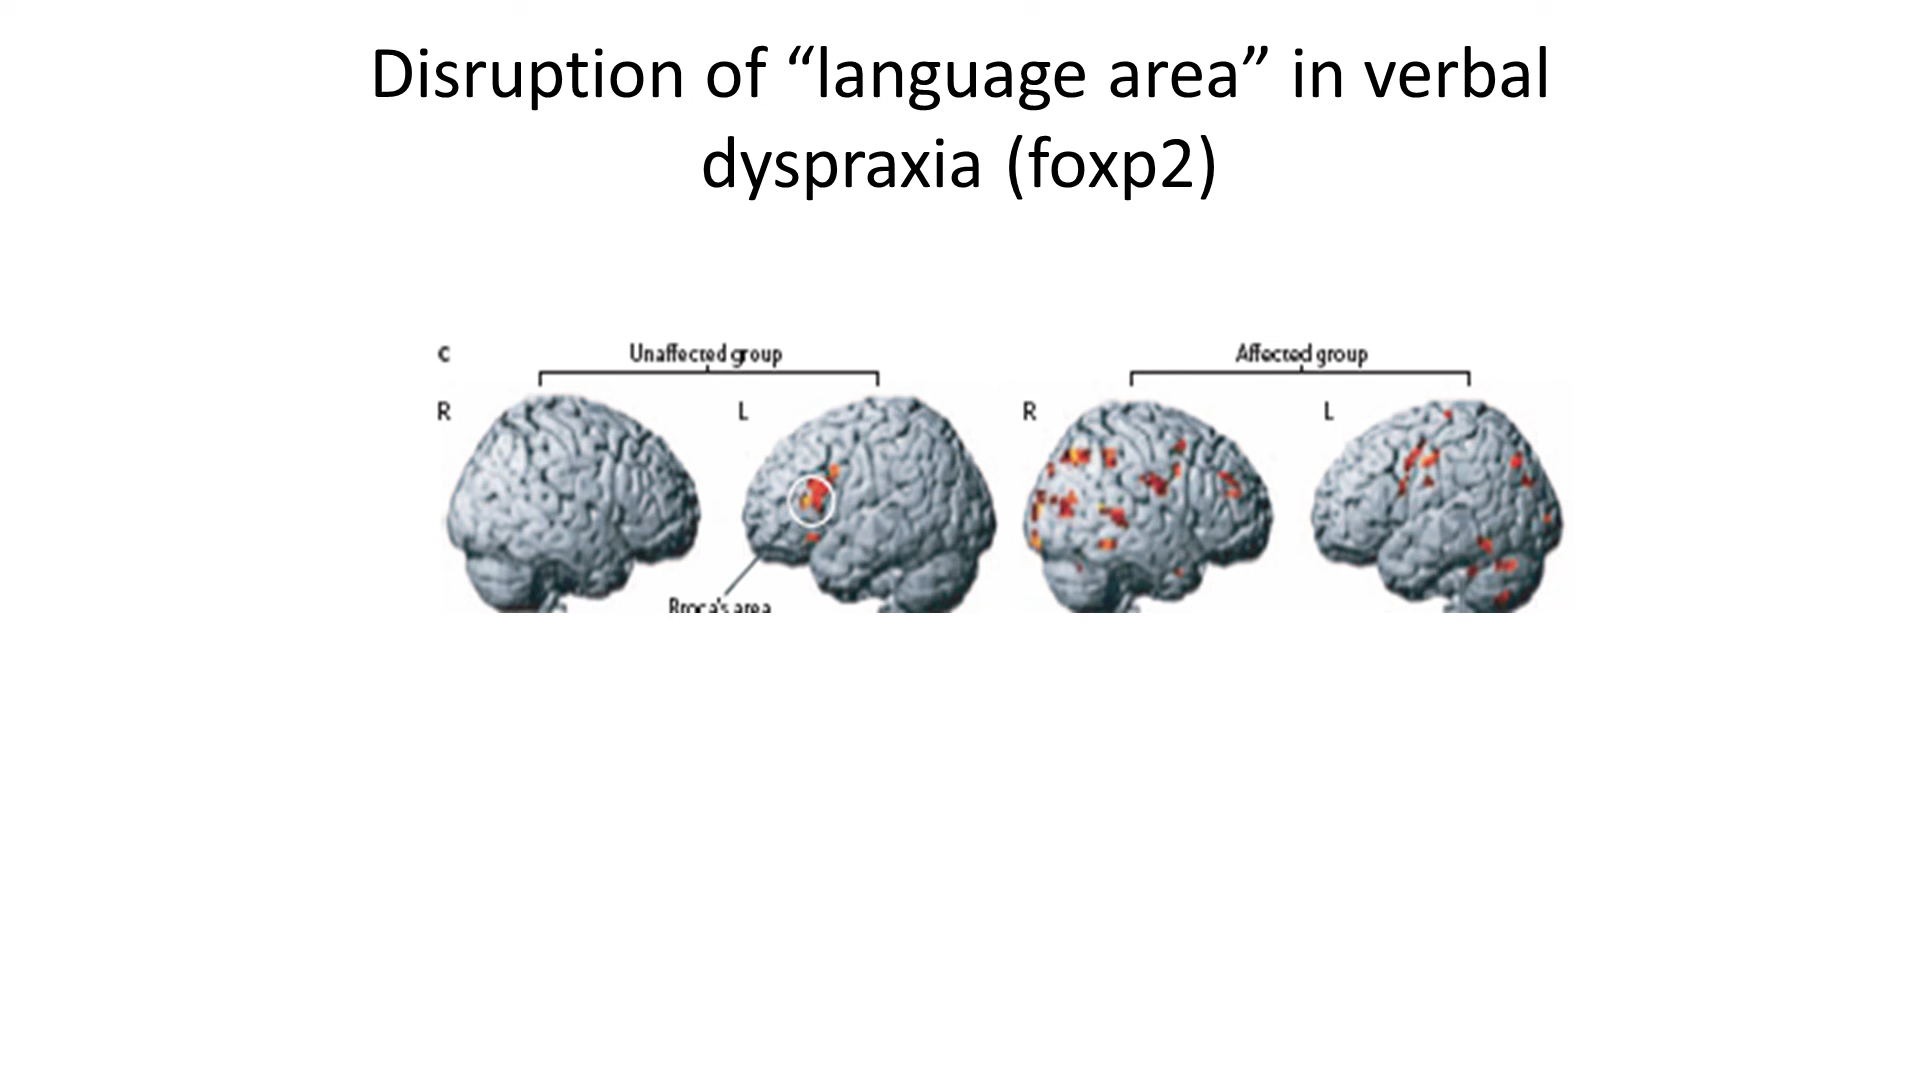 Disruption of “language area” in verbal
dyspraxia (foxp2)
C
Unaffected group
Affected group
R
L
R
L
Broca's area